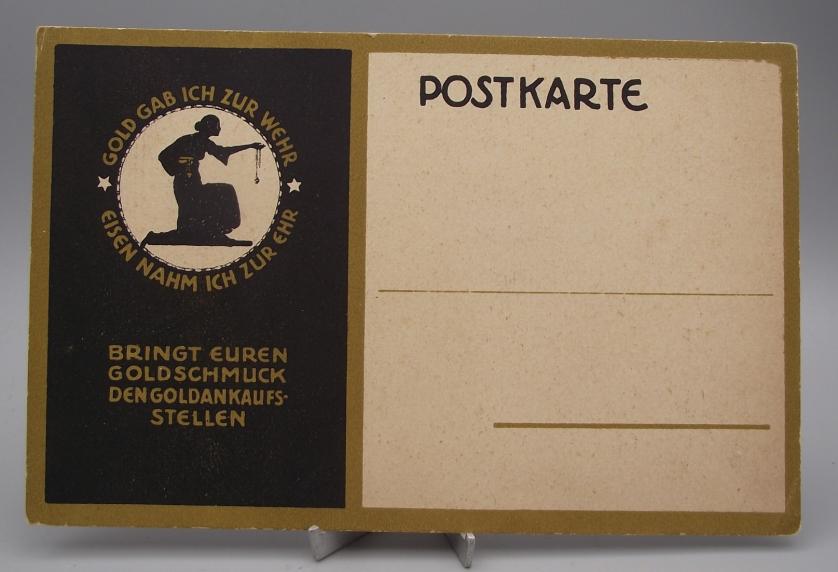 GOLD GAB ICH ZUR WEHR
EISEN NAHM ICH ZUR EHR
BRINGT EUREN
GOLDSCHMUCK
DEN GOLDANKAUFS-
STELLEN
POSTKARTE